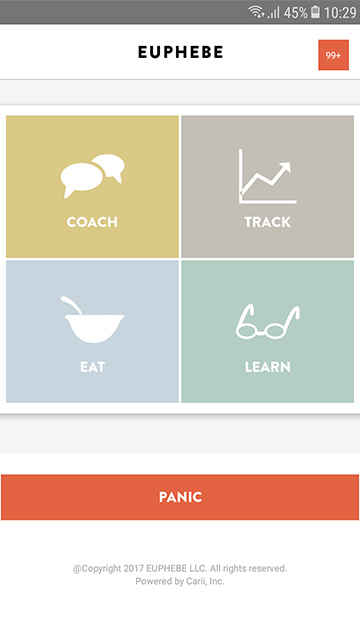 45% 10:29
EUPHEBE
99+
COACH
TRACK
EAT
LEARN
PANIC
@Copyright 2017 EUPHEBE LLC. All rights reserved.
Powered by Carii, Inc.